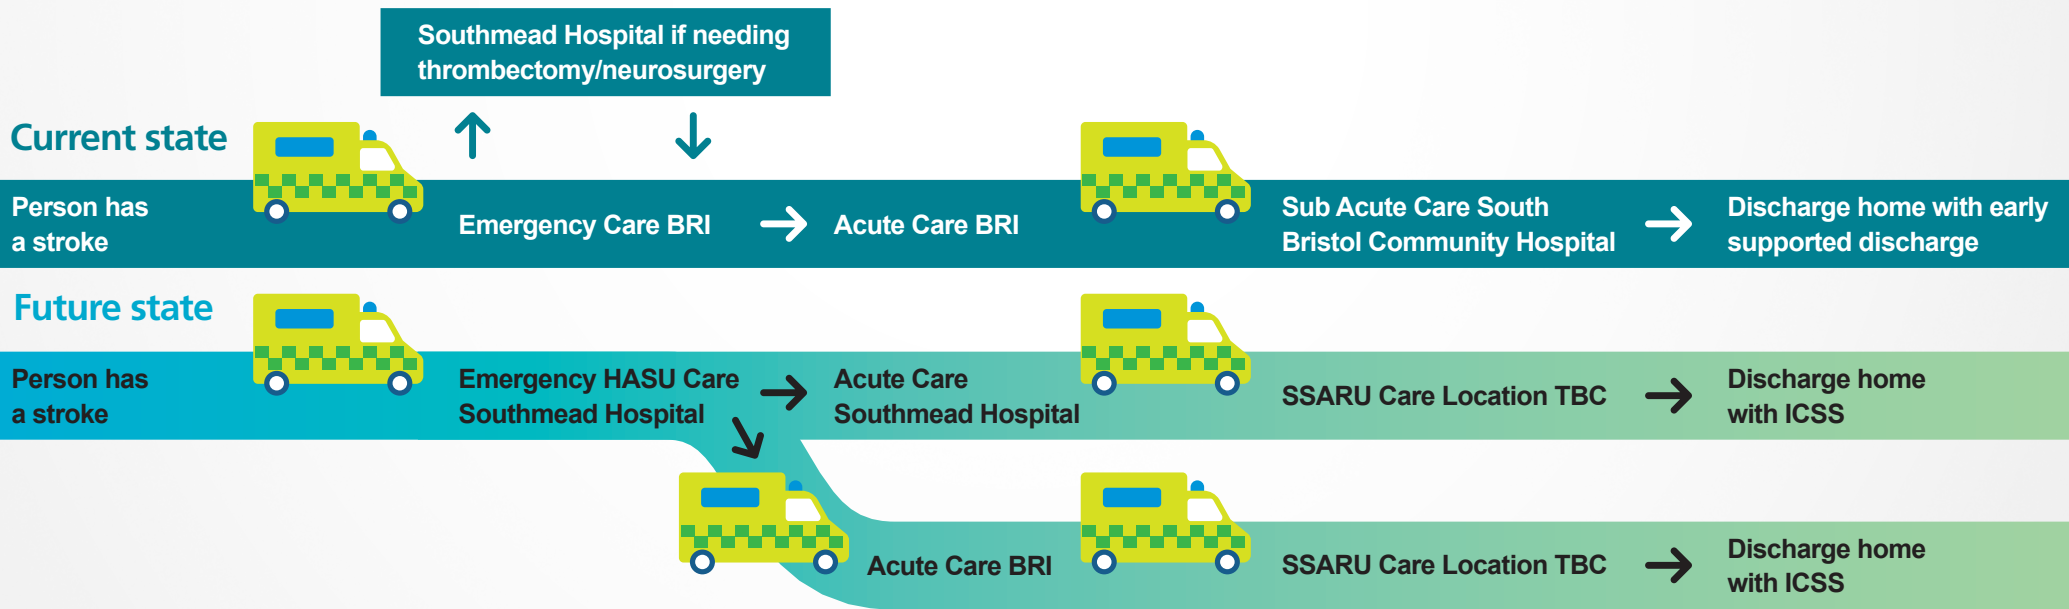 Southmead Hospital if needing
thrombectomy/neurosurgery
Current state
Person has
a stroke
Emergency Care BRI
Acute Care BRI
Sub Acute Care South
Bristol Community Hospital
Discharge home with early
supported discharge
Future state
Person has
a stroke
Emergency HASU Care
Southmead Hospital
Acute Care
Southmead Hospital
SSARU Care Location TBC
Discharge home
with ICSS
Acute Care BRI
SSARU Care Location TBC
Discharge home
with ICSS